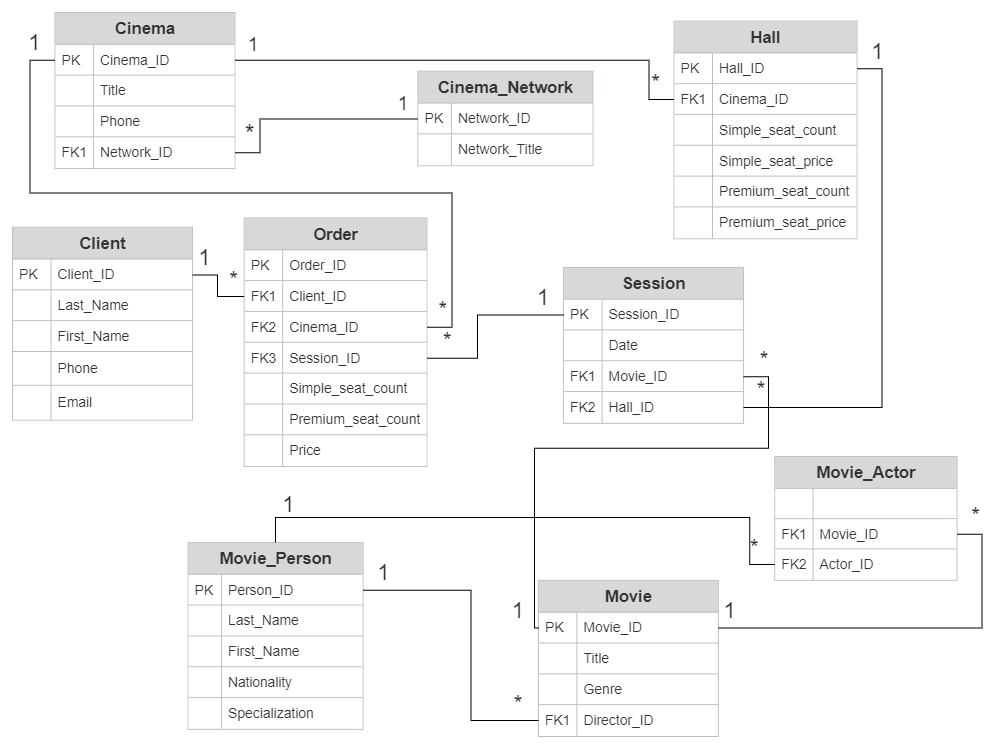 Cinema
1
PK Cinema_ID
1
Title
Phone
FK1 Network_ID
*
Cinema_Network
1
PK Network_ID
Network_Title
Hall
1
PK Hall_ID
*
FK1 Cinema_ID
Simple_seat_count
Simple_seat_price
Premium_seat_count
Premium_seat_price
Client
1
PK Client_ID
Last_Name
First_Name
Phone
Email
Order
PK Order_ID
*
FK1 Client_ID
FK2 Cinema_ID
*
FK3 Session_ID
*
Simple_seat_count
Premium_seat_count
Price
Session
1
PK Session_ID
Date
*
FK1 Movie_ID
*
FK2 Hall_ID
Movie_Actor
*
FK1 Movie_ID
*
FK2 Actor_ID
1
Movie_Person
1
PK Person_ID
Last_Name
First_Name
Nationality
Specialization
Movie
1
1
PK Movie_ID
Title
Genre
*
FK1 Director_ID